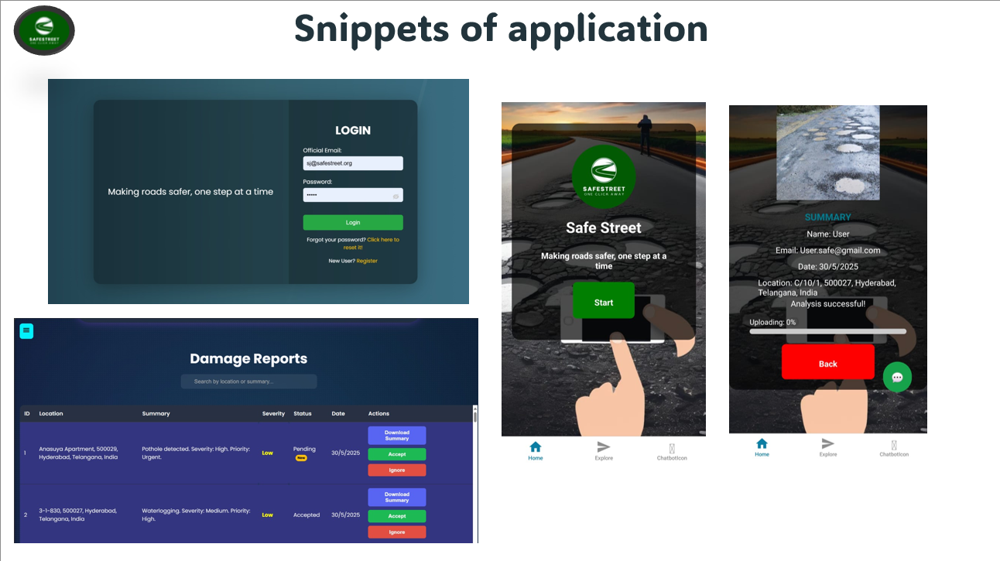 SAFESTREET
ONE CLICK AWAY
Snippets of application
Making roads safer, one step at a time
LOGIN
Official Email:
sj@safestreet.org
Password:
•••••
Login
Forgot your password? Click here to
reset it!
New User? Register
Damage Reports
Search by location or summary...
ID Location Summary Severity Status Date Actions
1 Anasuya Apartment, 500029,
Hyderabad, Telangana, India
Pothole detected. Severity: High. Priority:
Urgent.
Low
Pending
New
30/5/2025
Download
Summary
Accept
Ignore
2 3-1-830, 500027, Hyderabad,
Telangana, India
Waterlogging. Severity: Medium. Priority:
High.
Low
Accepted
30/5/2025
Download
Summary
Accept
Ignore
SAFESTREET
ONE CLICK AWAY
Safe Street
Making roads safer, one step at a
time
Start
Home Explore ChatbotIcon
SUMMARY
Name: User
Email: User.safe@gmail.com
Date: 30/5/2025
Location: C/10/1, 500027, Hyderabad,
Telangana, India
Analysis successful!
Uploading: 0%
Back
Home Explore ChatbotIcon